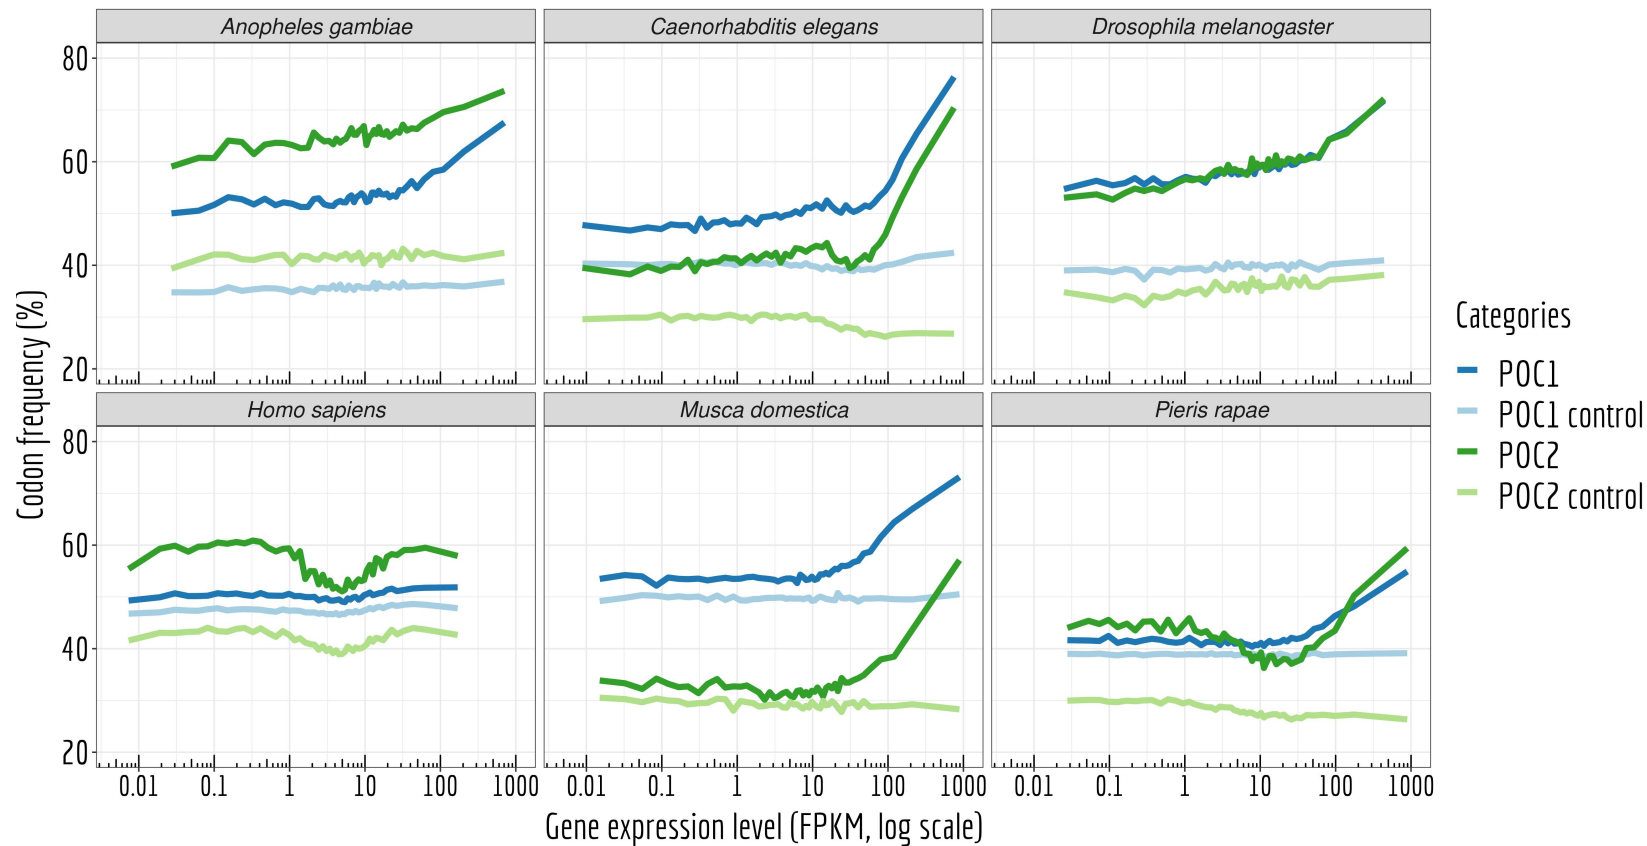 Anopheles gambiae
Caenorhabditis elegans
Drosophila melanogaster
80
60
40
20
Homo sapiens
Musca domestica
Pieris rapae
80
60
40
20
0.01 0.1 1 10 100 1000
0.01 0.1 1 10 100 1000
0.01 0.1 1 10 100 1000
Gene expression level (FPKM, log scale)
Codon frequency (%)
Categories
POC1
POC1 control
POC2
POC2 control